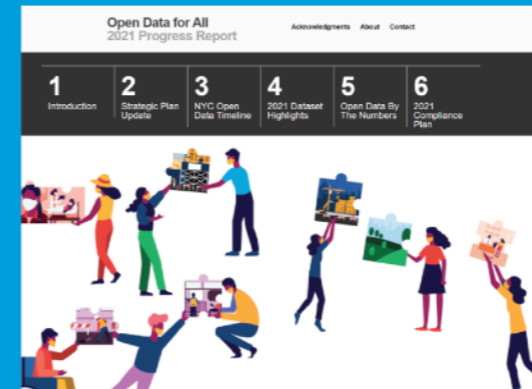 Open Data for All
2021 Progress Report
Acknowledgments About Contact
1
Introduction
2
Strategic Plan
Update
3
NYC Open
Data Timeline
4
2021 Dataset
Highlights
5
Open Data By
The Numbers
6
2021
Compliance
Plan